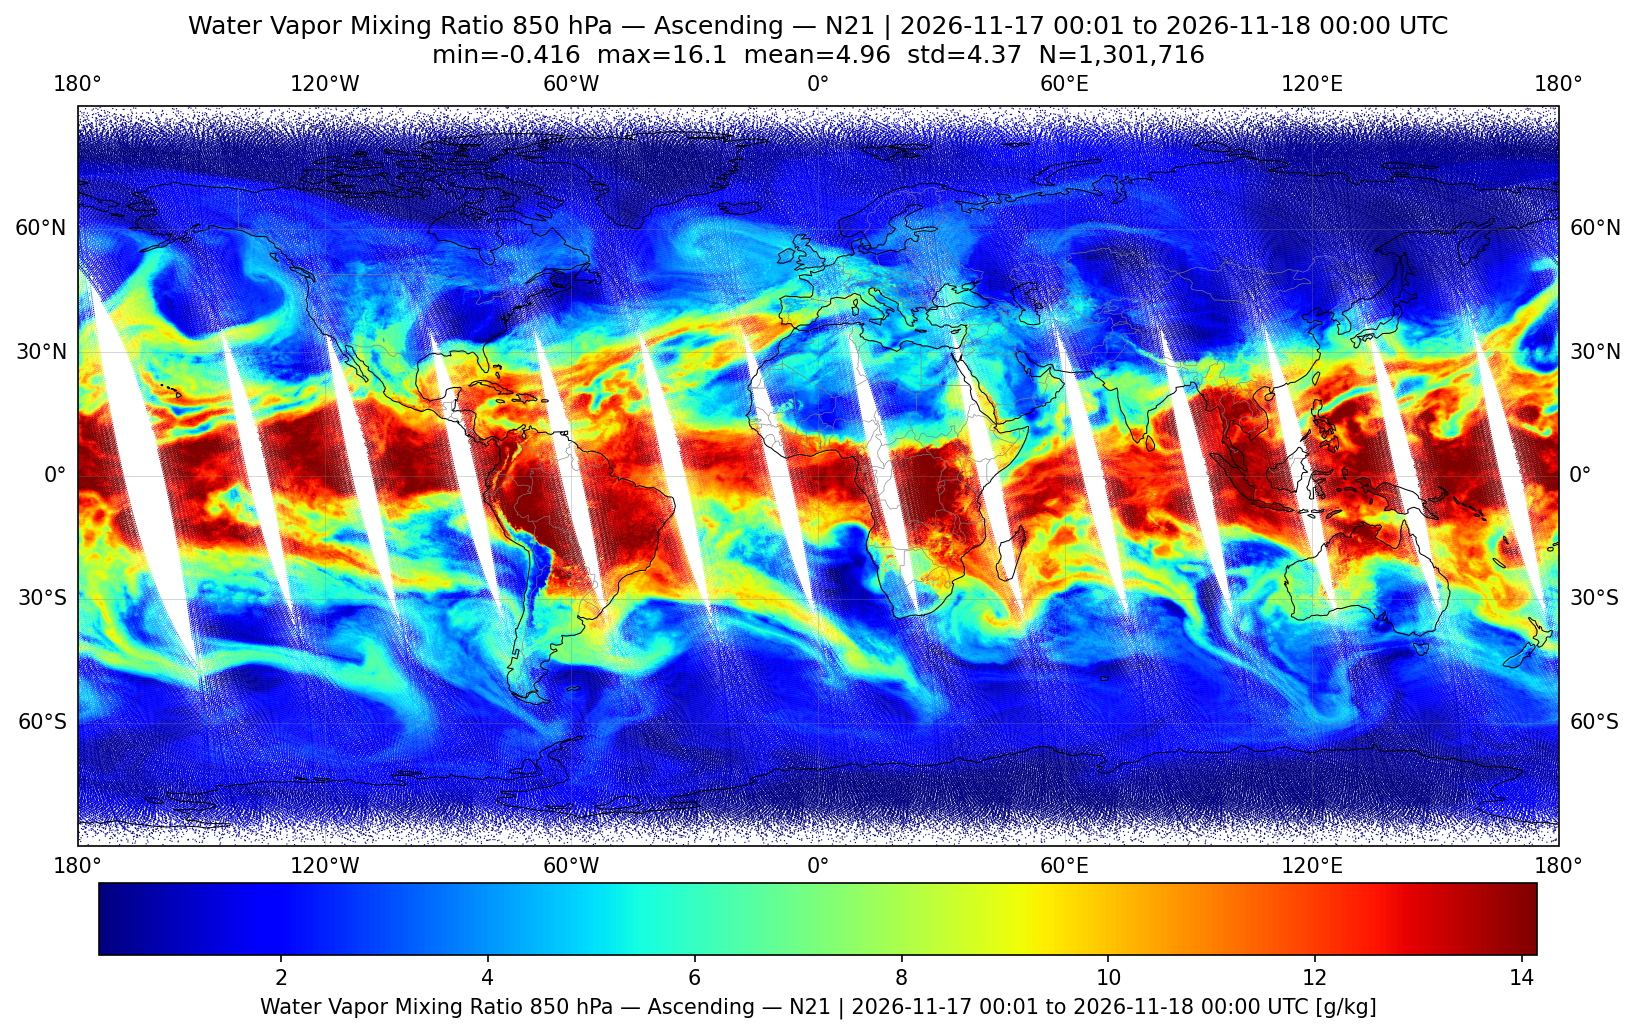 Water Vapor Mixing Ratio 850 hPa — Ascending — N21 | 2026-11-17 00:01 to 2026-11-18 00:00 UTC
min=-0.416  max=16.1  mean=4.96  std=4.37  N=1,301,716
180° 120°W 60°W 0° 60°E 120°E 180°
60°N 60°N
30°N 30°N
0° 0°
30°S 30°S
60°S 60°S
180° 120°W 60°W 0° 60°E 120°E 180°
2 4 6 8 10 12 14
Water Vapor Mixing Ratio 850 hPa — Ascending — N21 | 2026-11-17 00:01 to 2026-11-18 00:00 UTC [g/kg]